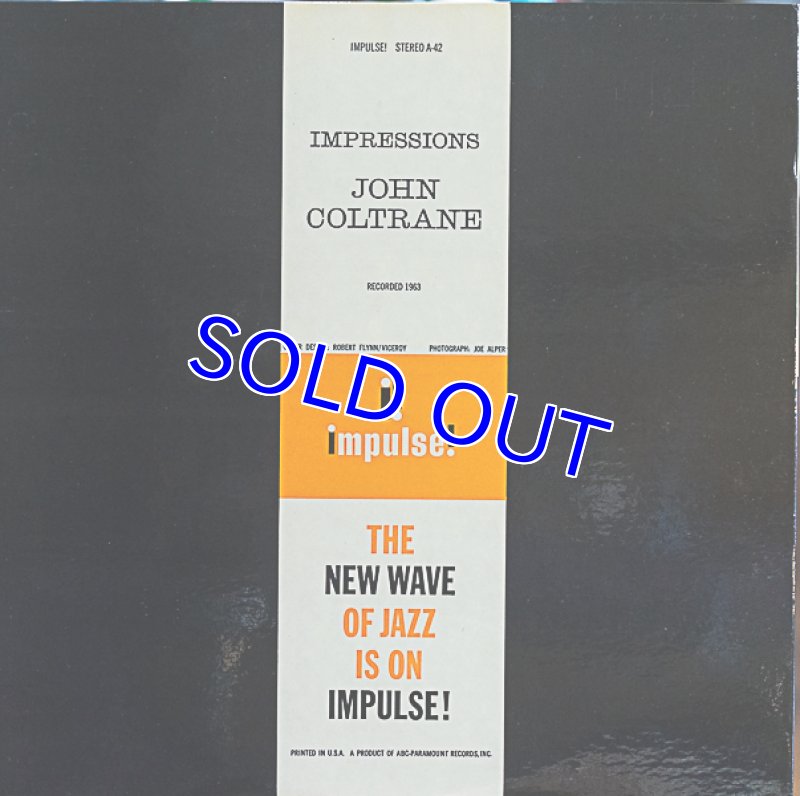 IMPULSE! STEREO A-42
IMPRESSIONS
JOHN
COLTRANE
RECORDED 1963
ROBERT FLYNN/VICEROY PHOTOGRAPH: JOE ALPER
SOLD OUT
i!
impulse!
THE
NEW WAVE
OF JAZZ
IS ON
IMPULSE!
PRINTED IN U.S.A. A PRODUCT OF ABC-PARAMOUNT RECORDS, INC.